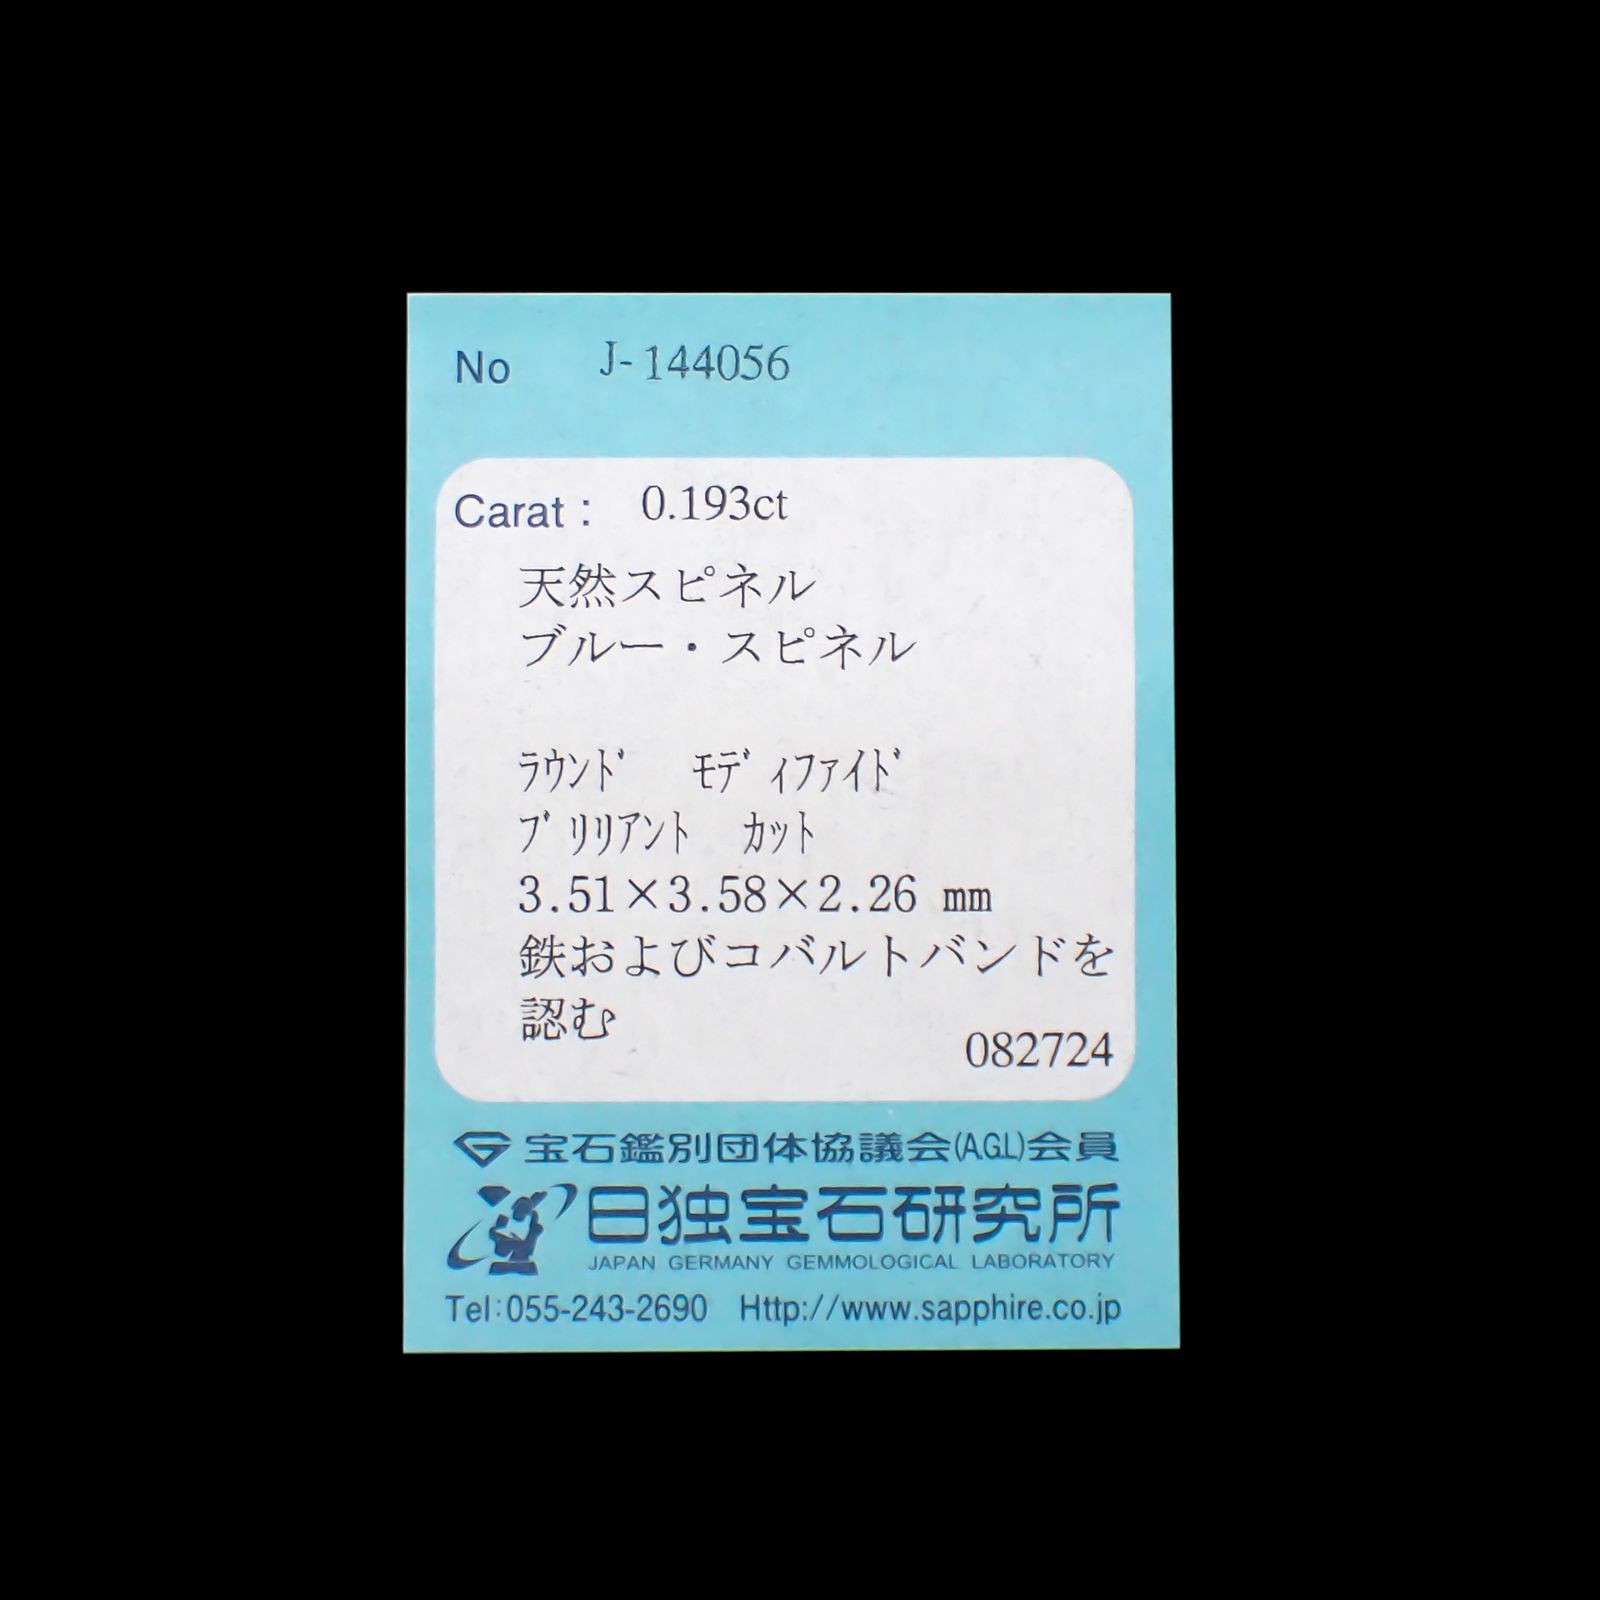 No J-144056
Carat : 0.193ct
天然スピネル
ブルー・スピネル
ﾗｳﾝﾄﾞ ﾓﾃﾞｨﾌｧｲﾄﾞ
ﾌﾞﾘﾘｱﾝﾄ ｶｯﾄ
3.51×3.58×2.26 mm
鉄およびコバルトバンドを
認む
082724
宝石鑑別団体協議会(AGL)会員
日独宝石研究所
JAPAN GERMANY GEMMOLOGICAL LABORATORY
Tel:055-243-2690 Http://www.sapphire.co.jp